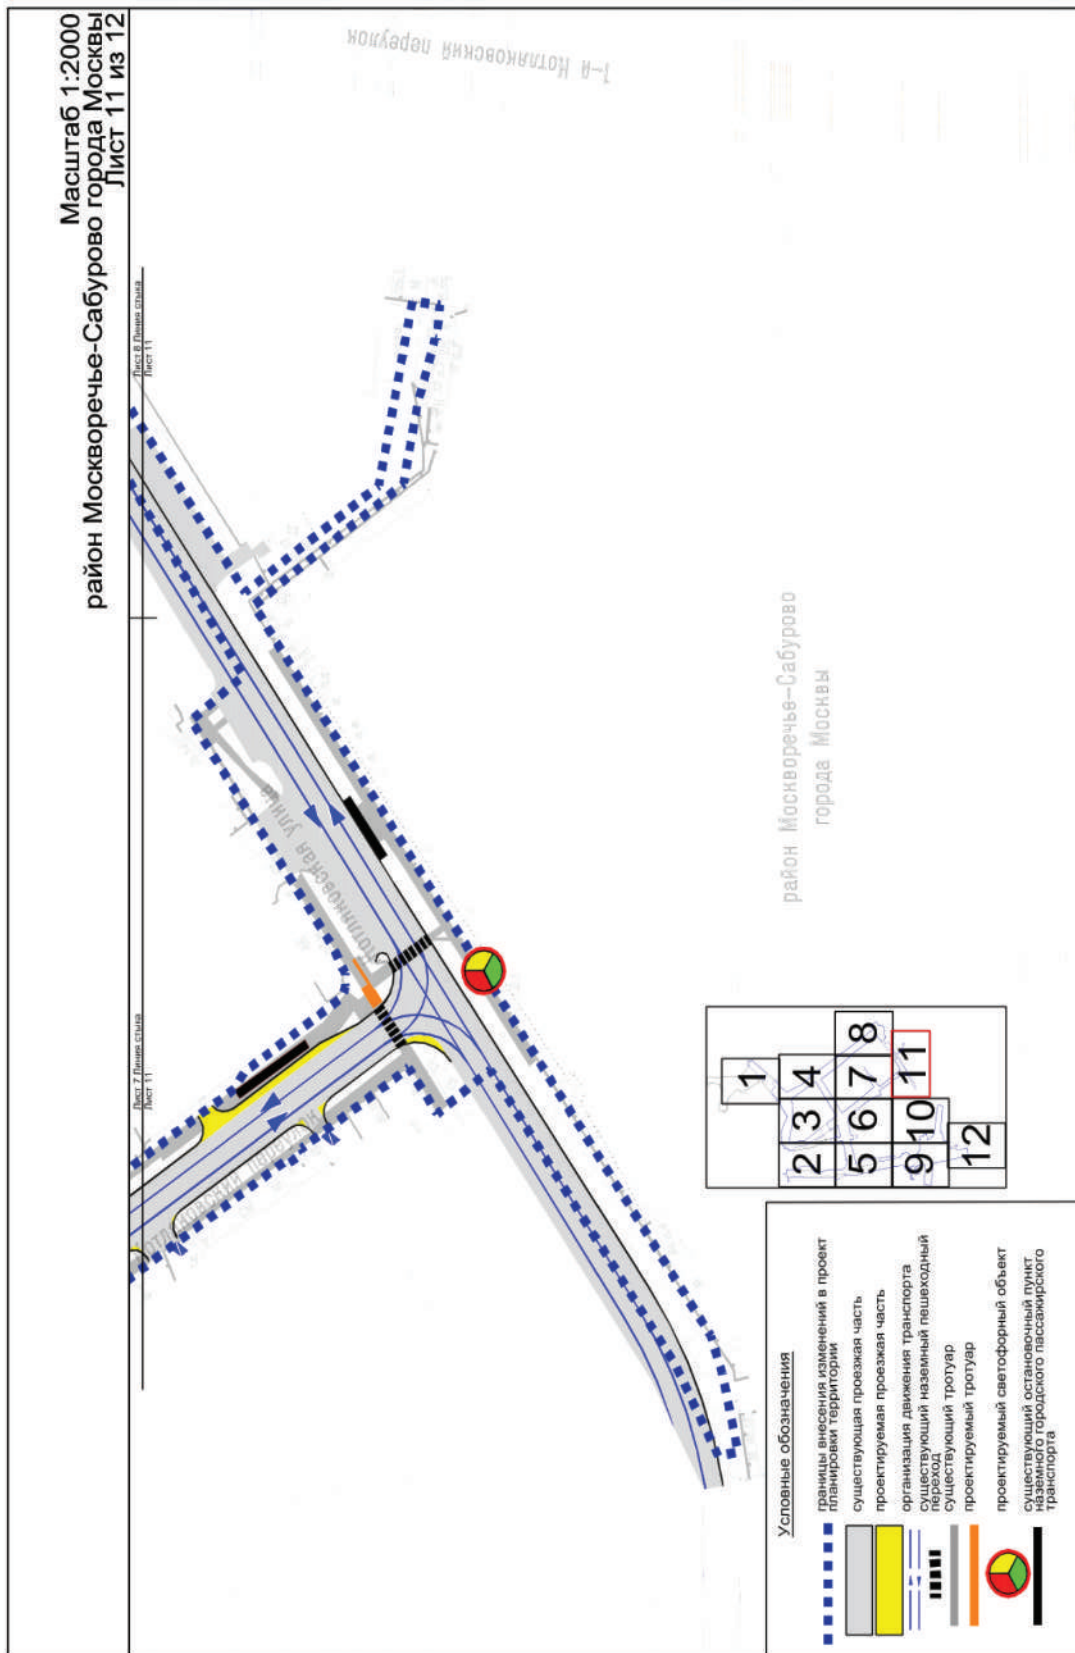 Масштаб 1:2000
район Москворечье-Сабурово города Москвы
Лист 11 из 12
1-й Котляковский переулок
Лист 7 Линия стыка
Лист 11
Лист 8 Линия стыка
Лист 11
Котляковская улица
Котляковский проезд
район Москворечье-Сабурово
города Москвы
1
2
3
4
5
6
7
8
9
10
11
12
Условные обозначения
границы внесения изменений в проект
планировки территории
существующая проезжая часть
проектируемая проезжая часть
организация движения транспорта
существующий наземный пешеходный
переход
существующий тротуар
проектируемый тротуар
проектируемый светофорный объект
существующий остановочный пункт
наземного городского пассажирского
транспорта